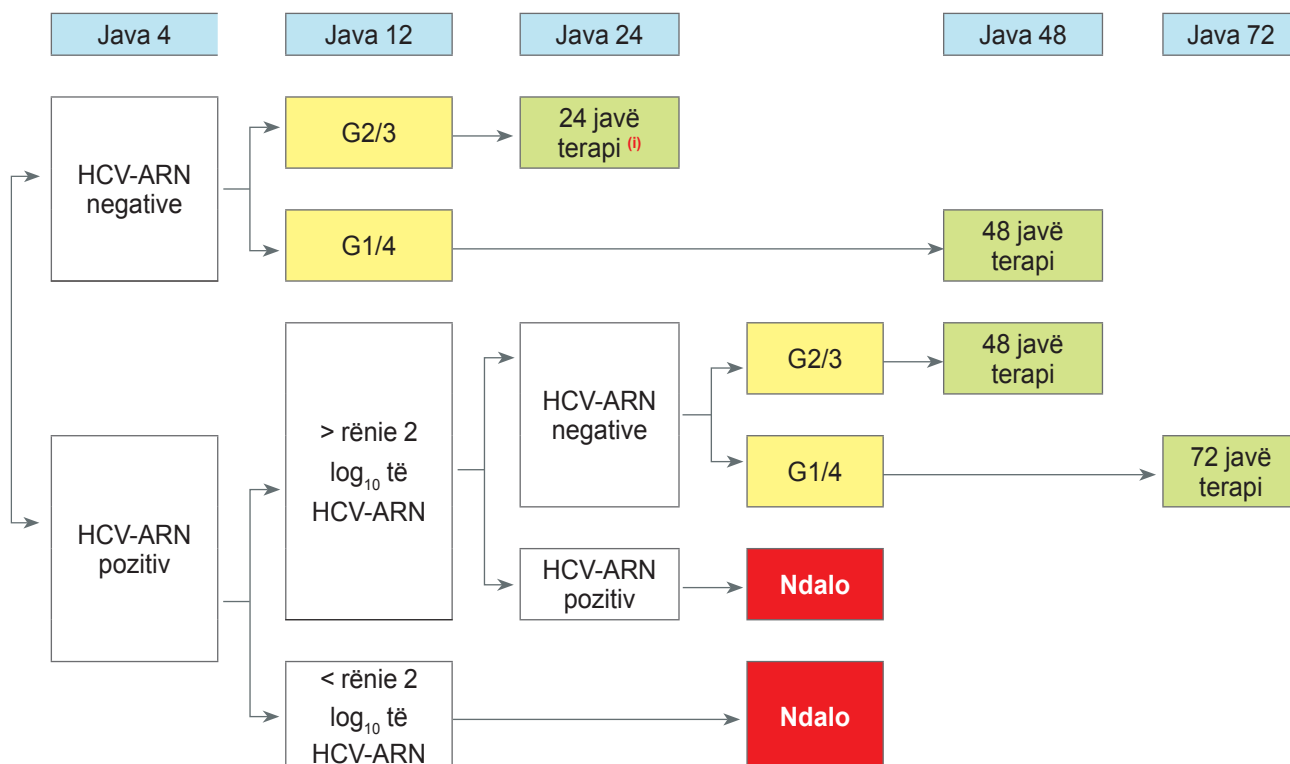 Java 4
Java 12
Java 24
Java 48
Java 72
HCV-ARN
negative
G2/3
24 javë
terapi (i)
G1/4
48 javë
terapi
HCV-ARN
pozitiv
> rënie 2
log₁₀ të
HCV-ARN
HCV-ARN
negative
G2/3
48 javë
terapi
G1/4
72 javë
terapi
HCV-ARN
pozitiv
Ndalo
< rënie 2
log₁₀ të
HCV-ARN
Ndalo